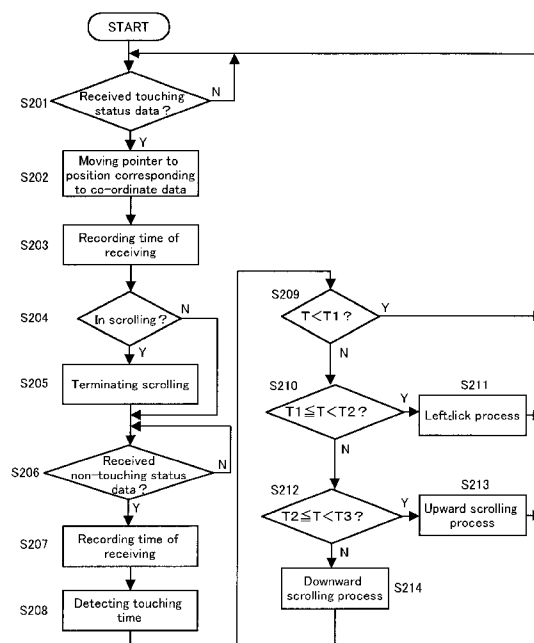 START
S201
Received touching
status data?
N
Y
S202
Moving pointer to
position corresponding
to co-ordinate data
S203
Recording time of
receiving
S204
In scrolling?
N
Y
S205
Terminating scrolling
S206
Received
non-touching status
data?
N
Y
S207
Recording time of
receiving
S208
Detecting touching
time
S209
T<T1?
Y
N
S210
T1≦T<T2?
Y
N
S211
Left click process
S212
T2≦T<T3?
Y
N
S213
Upward scrolling
process
Downward
scrolling process
S214